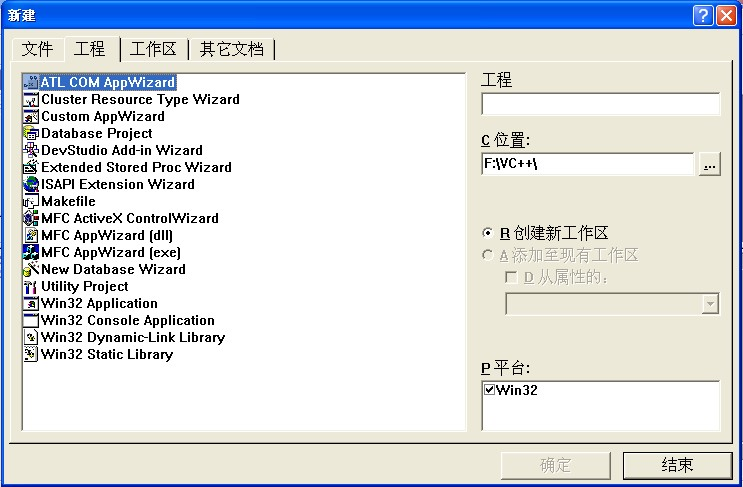 新建
文件 工程 工作区 其它文档
ATL COM AppWizard
Cluster Resource Type Wizard
Custom AppWizard
Database Project
DevStudio Add-in Wizard
Extended Stored Proc Wizard
ISAPI Extension Wizard
Makefile
MFC ActiveX ControlWizard
MFC AppWizard (dll)
MFC AppWizard (exe)
New Database Wizard
Utility Project
Win32 Application
Win32 Console Application
Win32 Dynamic-Link Library
Win32 Static Library
工程
C 位置:
F:\VC++\
...
R 创建新工作区
A 添加至现有工作区
D 从属性的:
P 平台:
Win32
确定 结束